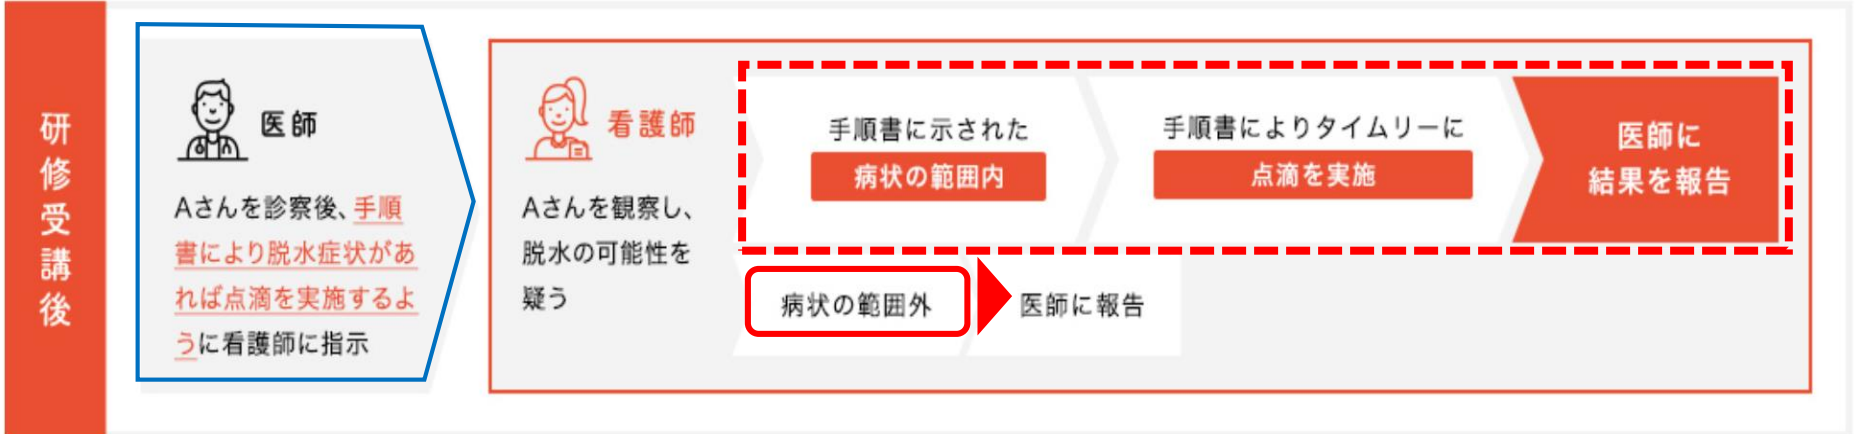 研修受講後
医師
Aさんを診察後、手順
書により脱水症状があ
れば点滴を実施するよ
うに看護師に指示
看護師
Aさんを観察し、
脱水の可能性を
疑う
手順書に示された
病状の範囲内
手順書によりタイムリーに
点滴を実施
医師に
結果を報告
病状の範囲外
医師に報告